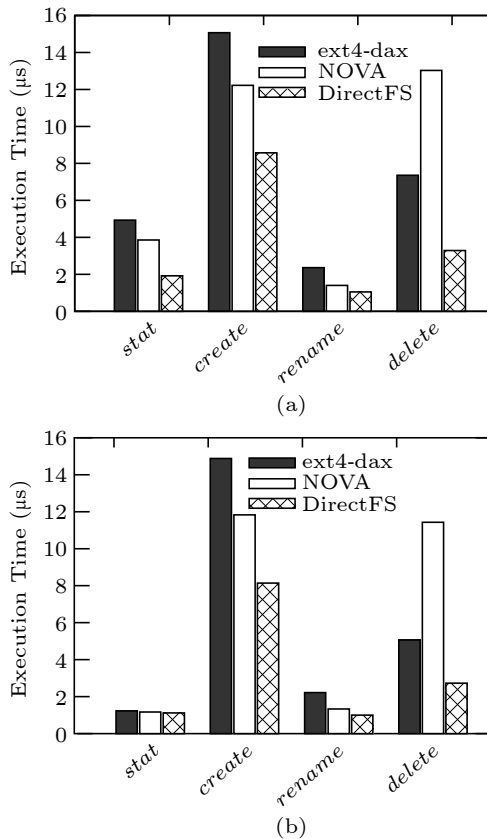 16
14
12
10
8
6
4
2
0
Execution Time (μs)
ext4-dax
NOVA
DirectFS
stat
create
rename
delete
(a)
16
14
12
10
8
6
4
2
0
Execution Time (μs)
ext4-dax
NOVA
DirectFS
stat
create
rename
delete
(b)